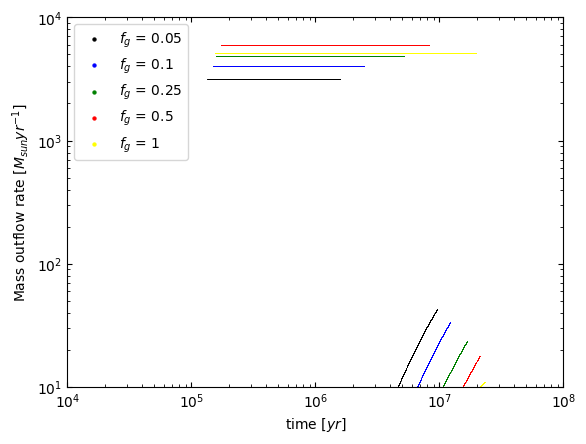 10^4
10^3
10^2
10^1
Mass outflow rate [M_{sun}yr^{-1}]
f_g = 0.05
f_g = 0.1
f_g = 0.25
f_g = 0.5
f_g = 1
10^4 10^5 10^6 10^7 10^8
time [yr]